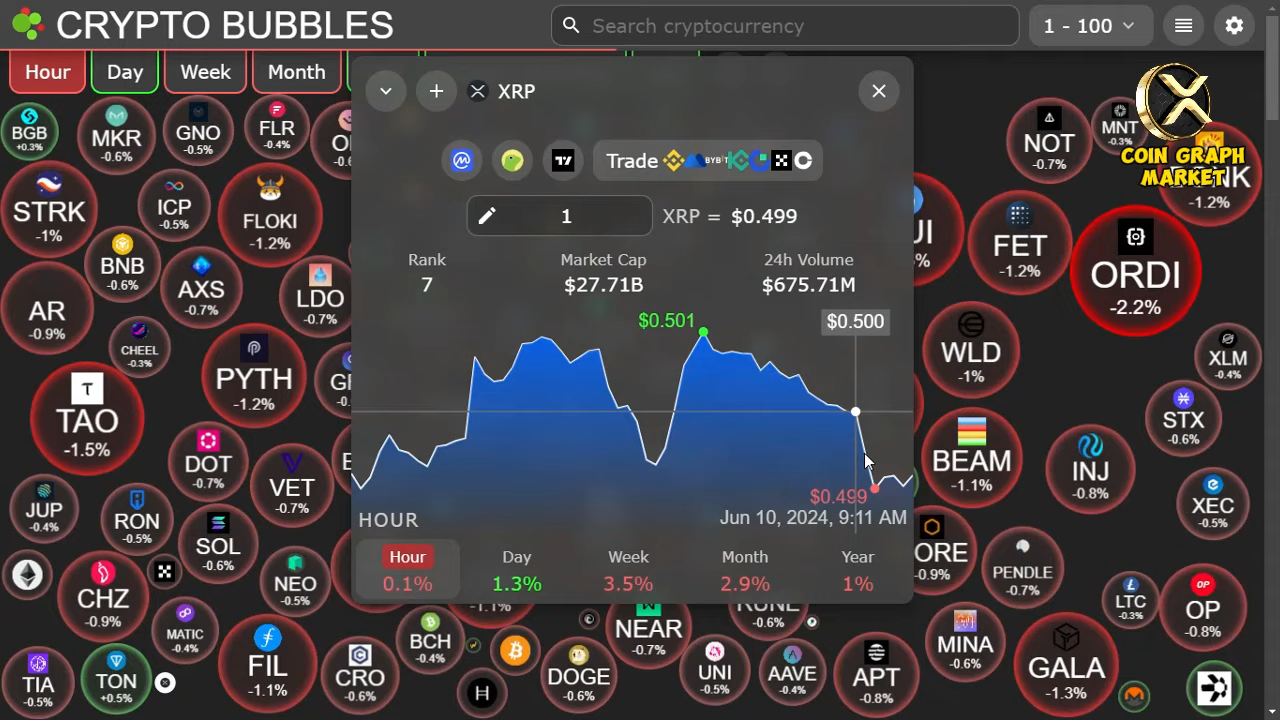 CRYPTO BUBBLES
Search cryptocurrency
1 - 100
Hour
Day
Week
Month
XRP
Trade
BYBIT
1
XRP = $0.499
Rank
7
Market Cap
$27.71B
24h Volume
$675.71M
$0.501
$0.500
$0.499
HOUR
Jun 10, 2024, 9:11 AM
Hour
0.1%
Day
1.3%
Week
3.5%
Month
2.9%
Year
1%
COIN GRAPH
MARKET
BGB
+0.3%
MKR
-0.6%
GNO
-0.5%
FLR
-0.4%
STRK
-1%
ICP
-0.5%
FLOKI
-1.2%
BNB
-0.6%
AXS
-0.7%
LDO
-0.7%
AR
-0.9%
CHEEL
-0.3%
PYTH
-1.2%
TAO
-1.5%
DOT
-0.7%
VET
-0.7%
JUP
-0.4%
RON
-0.5%
SOL
-0.6%
NEO
-0.5%
CHZ
-0.9%
MATIC
-0.4%
TIA
-0.5%
TON
+0.5%
FIL
-1.1%
CRO
-0.6%
BCH
-0.4%
-1.1%
DOGE
-0.6%
NEAR
-0.7%
UNI
-0.5%
RUNE
-0.6%
AAVE
-0.4%
APT
-0.8%
NOT
-0.7%
MNT
-0.3%
-1.2%
FET
-1.2%
ORDI
-2.2%
WLD
-1%
XLM
-0.4%
STX
-0.6%
BEAM
-1.1%
INJ
-0.8%
XEC
-0.5%
ORE
-0.9%
PENDLE
-0.7%
LTC
-0.3%
OP
-0.8%
MINA
-0.6%
GALA
-1.3%